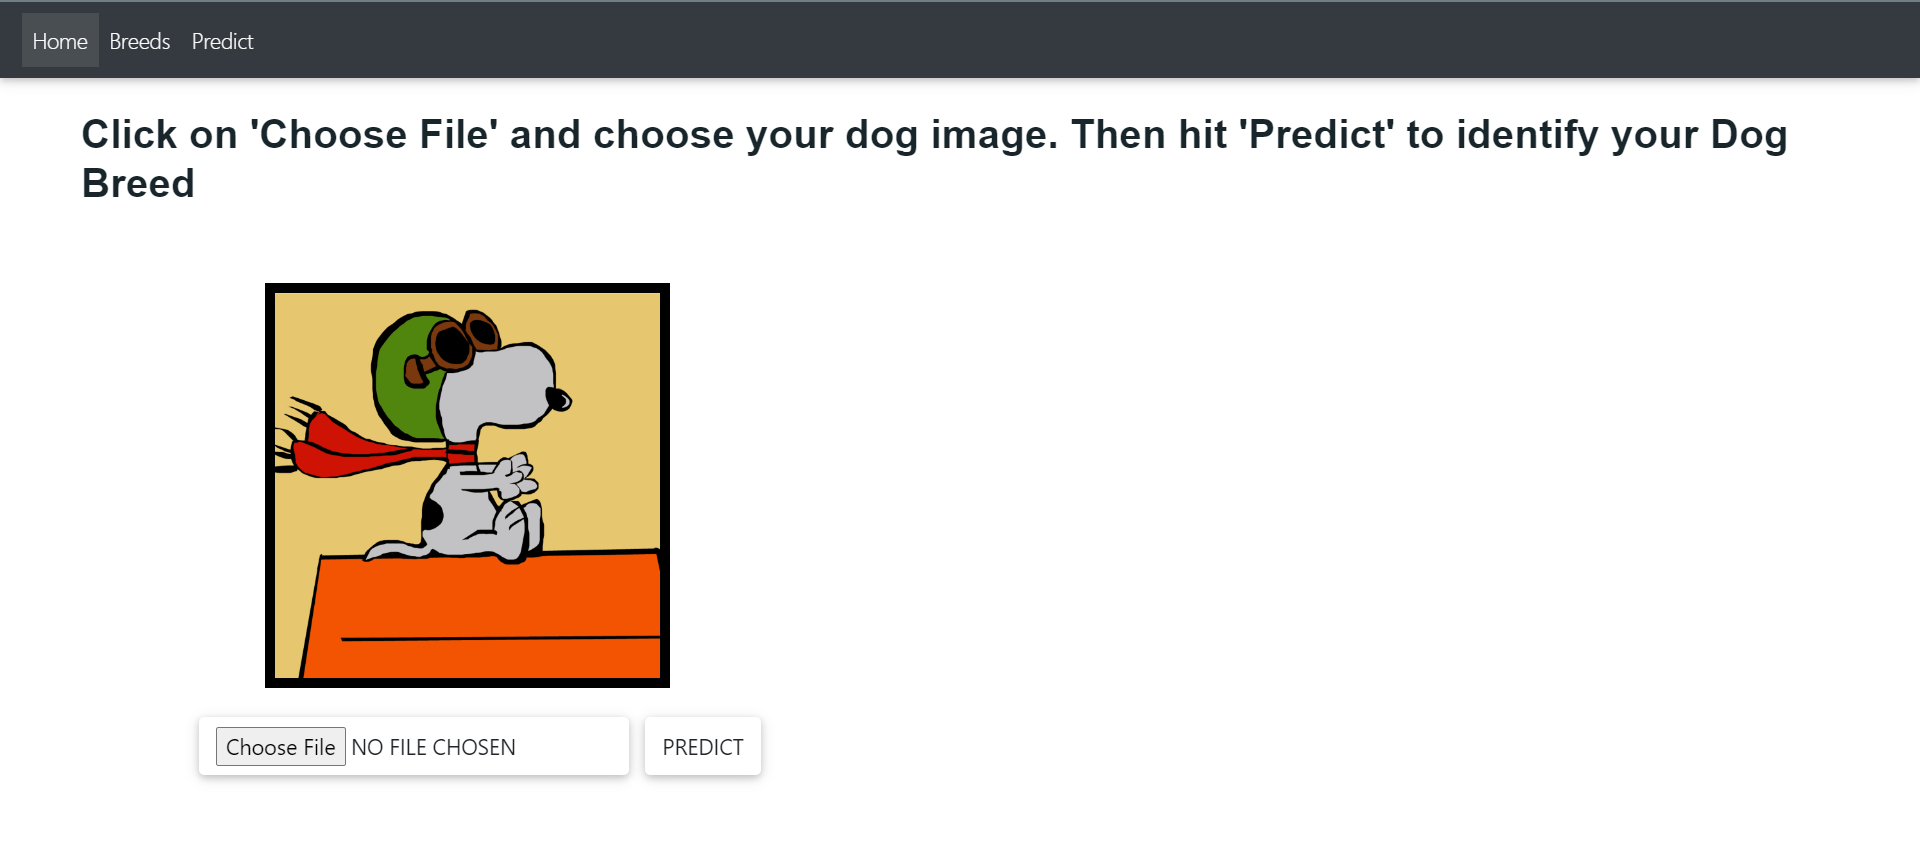 Home Breeds Predict
Click on 'Choose File' and choose your dog image. Then hit 'Predict' to identify your Dog
Breed
Choose File NO FILE CHOSEN PREDICT